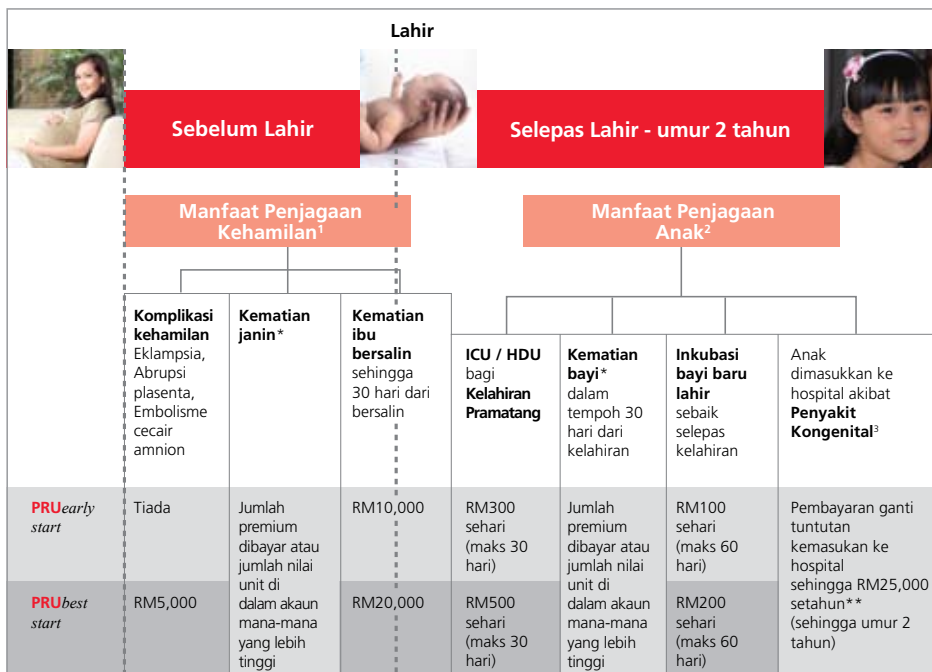 Lahir
Sebelum Lahir
Selepas Lahir - umur 2 tahun
Manfaat Penjagaan
Kehamilan¹
Manfaat Penjagaan
Anak²
Komplikasi
kehamilan
Eklampsia,
Abrupsi
plasenta,
Embolisme
cecair
amnion
Kematian
janin*
Kematian
ibu
bersalin
sehingga
30 hari dari
bersalin
ICU / HDU
bagi
Kelahiran
Pramatang
Kematian
bayi*
dalam
tempoh 30
hari dari
kelahiran
Inkubasi
bayi baru
lahir
sebaik
selepas
kelahiran
Anak
dimasukkan ke
hospital akibat
Penyakit
Kongenital³
PRUearly
start
Tiada
Jumlah
premium
dibayar atau
jumlah nilai
unit di
dalam akaun
mana-mana
yang lebih
tinggi
RM10,000
RM300
sehari
(maks 30
hari)
Jumlah
premium
dibayar atau
jumlah nilai
unit di
dalam akaun
mana-mana
yang lebih
tinggi
RM100
sehari
(maks 60
hari)
Pembayaran ganti
tuntutan
kemasukan ke
hospital
sehingga RM25,000
setahun**
(sehingga umur 2
tahun)
PRUbest
start
RM5,000
RM20,000
RM500
sehari
(maks 30
hari)
RM200
sehari
(maks 60
hari)